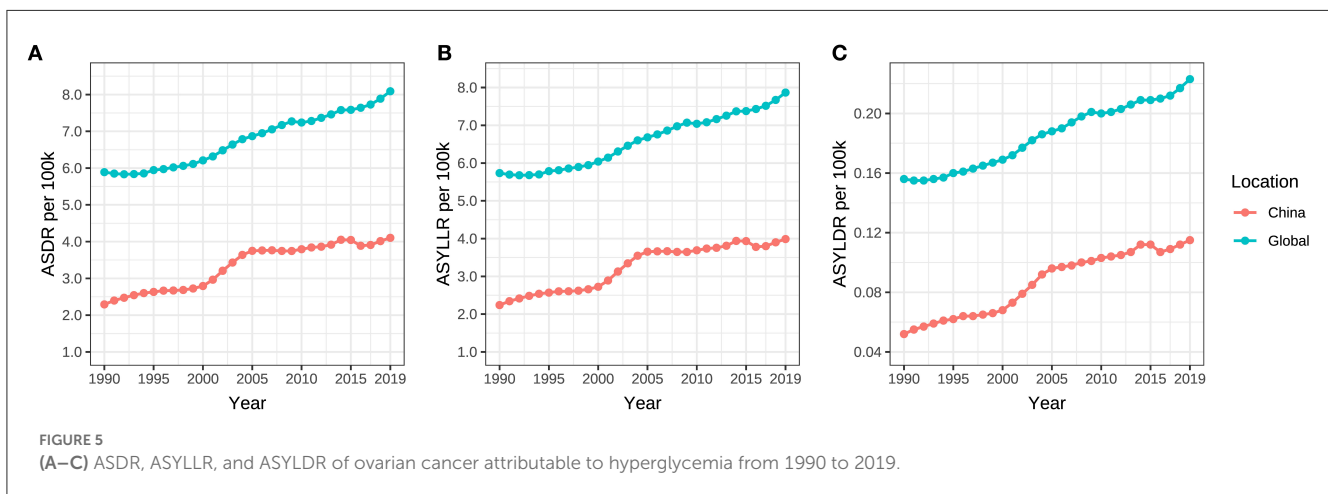 A
B
C
ASDR per 100k
8.0
7.0
6.0
5.0
4.0
3.0
2.0
1.0
1990 1995 2000 2005 2010 2015 2019
Year
ASYLLR per 100k
8.0
7.0
6.0
5.0
4.0
3.0
2.0
1.0
1990 1995 2000 2005 2010 2015 2019
Year
ASYLDR per 100k
0.20
0.16
0.12
0.08
0.04
1990 1995 2000 2005 2010 2015 2019
Year
Location
China
Global
FIGURE 5
(A–C) ASDR, ASYLLR, and ASYLDR of ovarian cancer attributable to hyperglycemia from 1990 to 2019.